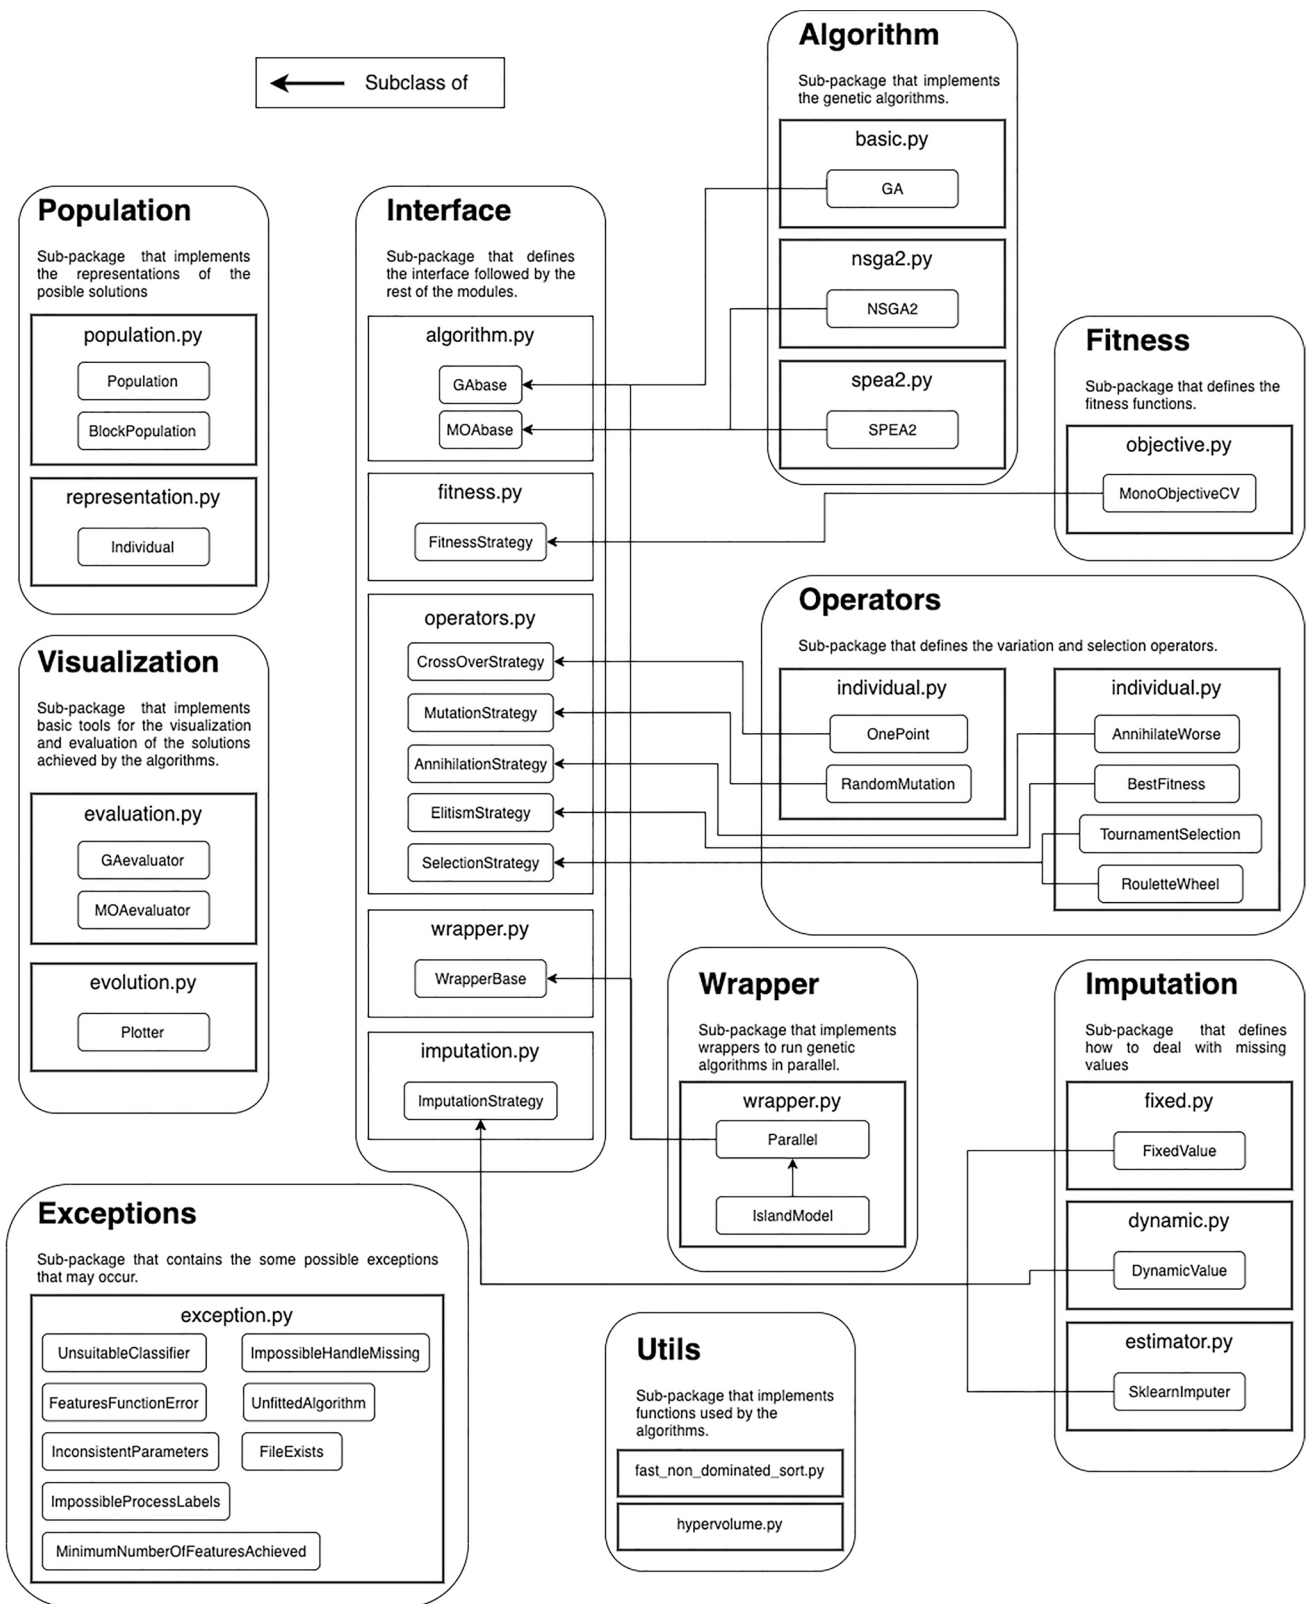 Subclass of
Algorithm
Sub-package that implements
the genetic algorithms.
basic.py
GA
nsga2.py
NSGA2
spea2.py
SPEA2
Population
Sub-package that implements
the representations of the
posible solutions
population.py
Population
BlockPopulation
representation.py
Individual
Interface
Sub-package that defines
the interface followed by the
rest of the modules.
algorithm.py
GAbase
MOAbase
fitness.py
FitnessStrategy
operators.py
CrossOverStrategy
MutationStrategy
AnnihilationStrategy
ElitismStrategy
SelectionStrategy
wrapper.py
WrapperBase
imputation.py
ImputationStrategy
Fitness
Sub-package that defines the
fitness functions.
objective.py
MonoObjectiveCV
Operators
Sub-package that defines the variation and selection operators.
individual.py
OnePoint
RandomMutation
individual.py
AnnihilateWorse
BestFitness
TournamentSelection
RouletteWheel
Visualization
Sub-package that implements
basic tools for the visualization
and evaluation of the solutions
achieved by the algorithms.
evaluation.py
GAevaluator
MOAevaluator
evolution.py
Plotter
Wrapper
Sub-package that implements
wrappers to run genetic
algorithms in parallel.
wrapper.py
Parallel
IslandModel
Imputation
Sub-package that defines
how to deal with missing
values
fixed.py
FixedValue
dynamic.py
DynamicValue
estimator.py
SklearnImputer
Exceptions
Sub-package that contains the some possible exceptions
that may occur.
exception.py
UnsuitableClassifier
ImpossibleHandleMissing
FeaturesFunctionError
UnfittedAlgorithm
InconsistentParameters
FileExists
ImpossibleProcessLabels
MinimumNumberOfFeaturesAchieved
Utils
Sub-package that implements
functions used by the
algorithms.
fast_non_dominated_sort.py
hypervolume.py